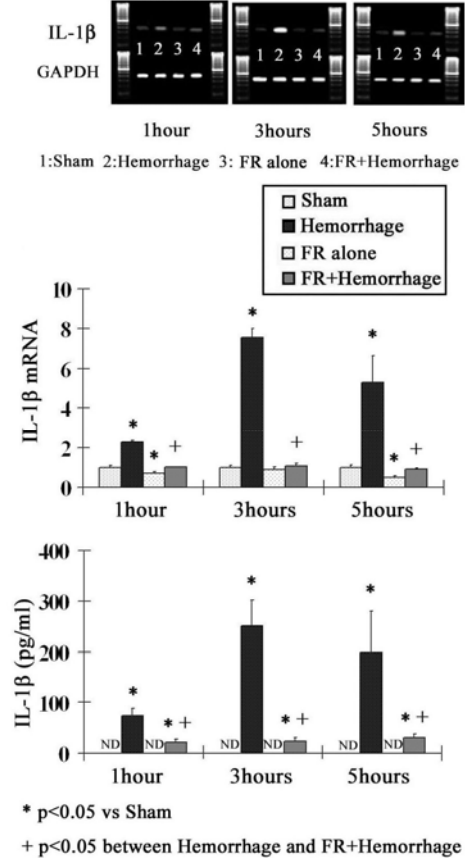 IL-1β
1 2 3 4 1 2 3 4 1 2 3 4
GAPDH
1hour 3hours 5hours
1:Sham 2:Hemorrhage 3: FR alone 4:FR+Hemorrhage
Sham
Hemorrhage
FR alone
FR+Hemorrhage
IL-1β mRNA
10
8
6
4
2
0
* * + * + * * +
1hour 3hours 5hours
IL-1β (pg/ml)
400
300
200
100
0
* * + * * + * * +
ND ND ND ND ND ND
1hour 3hours 5hours
* p<0.05 vs Sham
+ p<0.05 between Hemorrhage and FR+Hemorrhage